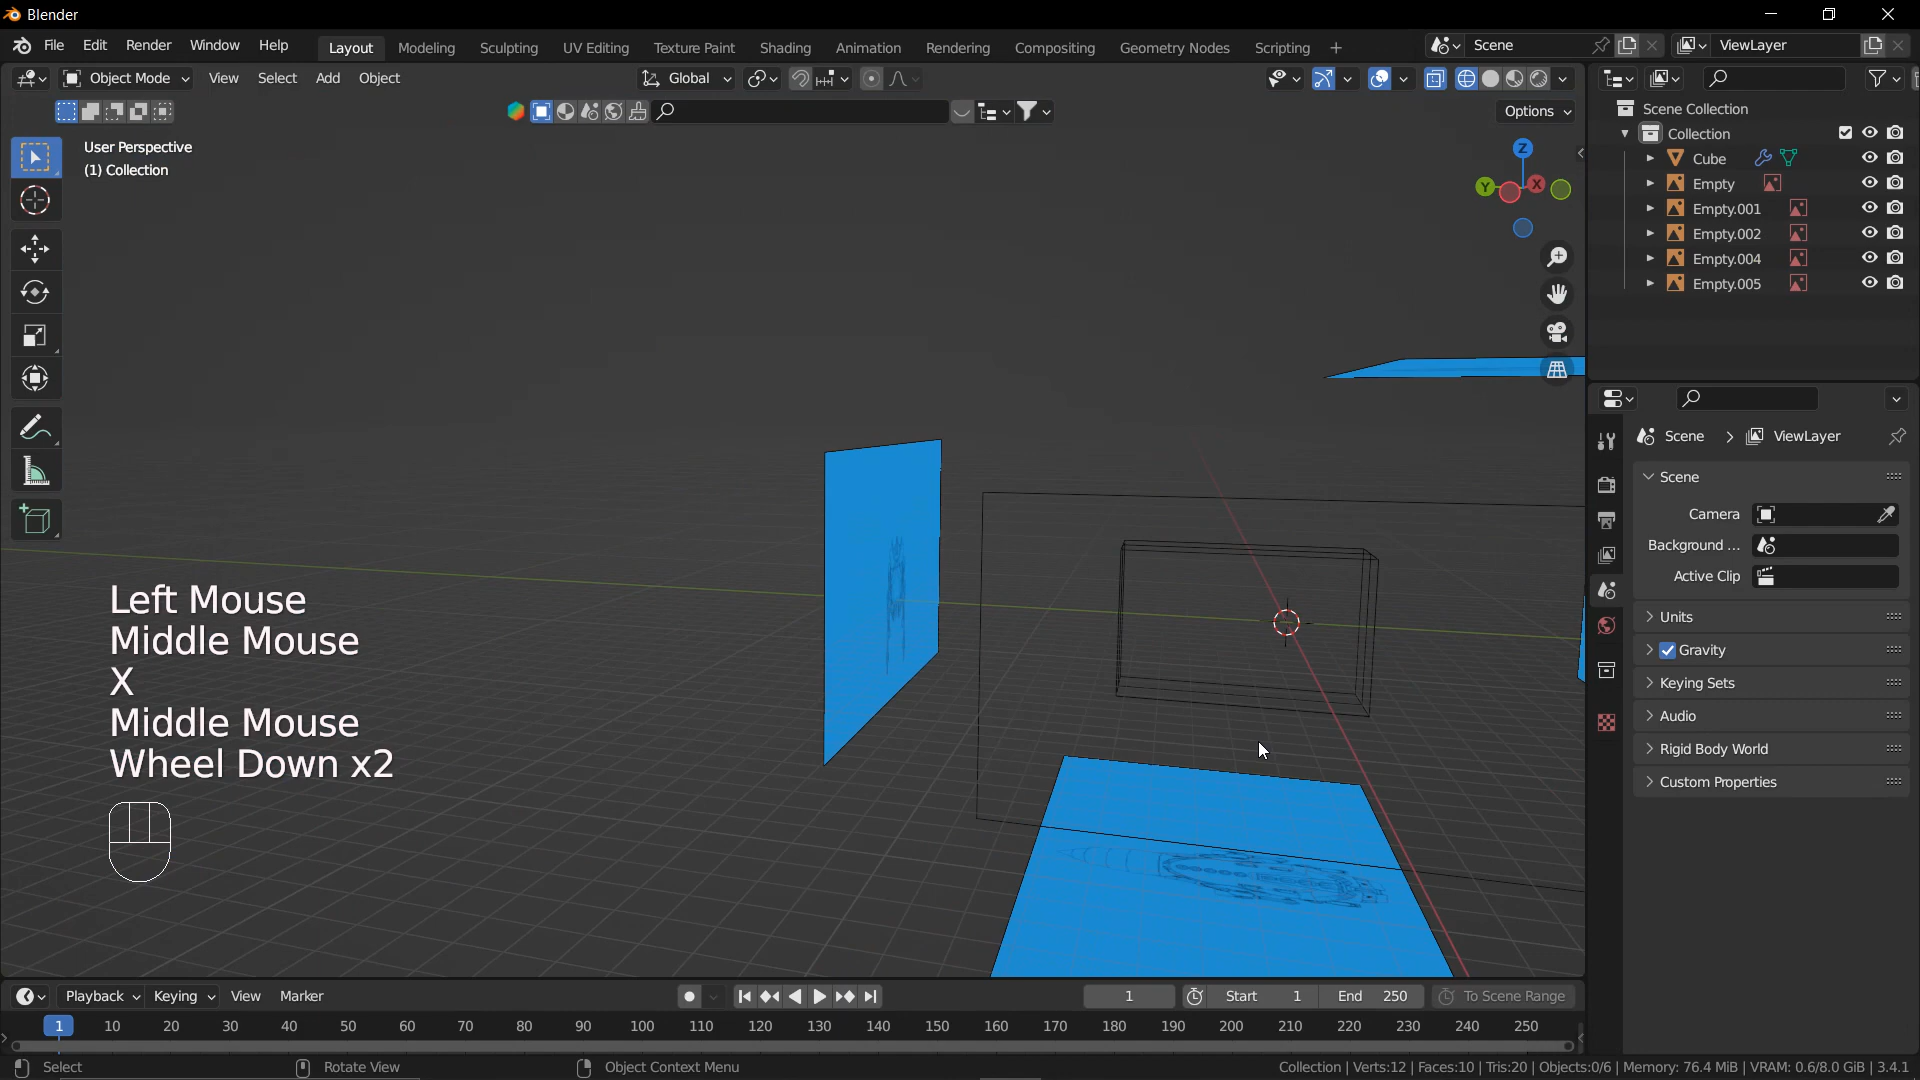 Blender
File Edit Render Window Help Layout Modeling Sculpting UV Editing Texture Paint Shading Animation Rendering Compositing Geometry Nodes Scripting + Scene ViewLayer
Object Mode View Select Add Object Global
Options
User Perspective
(1) Collection
Z
Y X
Left Mouse
Middle Mouse
X
Middle Mouse
Wheel Down x2
Scene Collection
Collection
Cube
Empty
Empty.001
Empty.002
Empty.004
Empty.005
Scene > ViewLayer
Scene
Camera
Background ...
Active Clip
Units
Gravity
Keying Sets
Audio
Rigid Body World
Custom Properties
Playback Keying View Marker 1 Start 1 End 250 To Scene Range
1 10 20 30 40 50 60 70 80 90 100 110 120 130 140 150 160 170 180 190 200 210 220 230 240 250
Select Rotate View Object Context Menu Collection | Verts:12 | Faces:10 | Tris:20 | Objects:0/6 | Memory: 76.4 MiB | VRAM: 0.6/8.0 GiB | 3.4.1